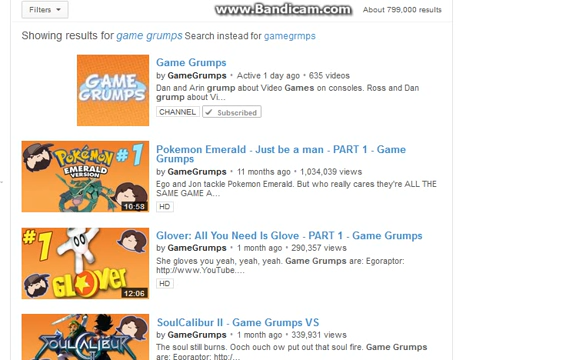 Filters
www.Bandicam.com
About 799,000 results
Showing results for game grumps Search instead for gamegrmps
GAME GRUMPS
Game Grumps
by GameGrumps • Active 1 day ago • 635 videos
Dan and Arin grump about Video Games on consoles. Ross and Dan
grump about Vi...
CHANNEL ✓ Subscribed
POKéMON EMERALD VERSION #1
10:58
Pokemon Emerald - Just be a man - PART 1 - Game
Grumps
by GameGrumps • 11 months ago • 1,034,039 views
Ego and Jon tackle Pokemon Emerald. But who really cares they're ALL THE
SAME GAME A...
HD
#1
GLOVER
12:06
Glover: All You Need Is Glove - PART 1 - Game Grumps
by GameGrumps • 1 month ago • 290,357 views
She gloves you yeah, yeah, yeah. Game Grumps are: Egoraptor:
http://www.YouTube....
HD
SOULCALIBUR
SoulCalibur II - Game Grumps VS
by GameGrumps • 1 month ago • 339,931 views
The soul still burns. Ooch ouch ow put out that soul fire. Game Grumps
are: Egoraptor: http:/...